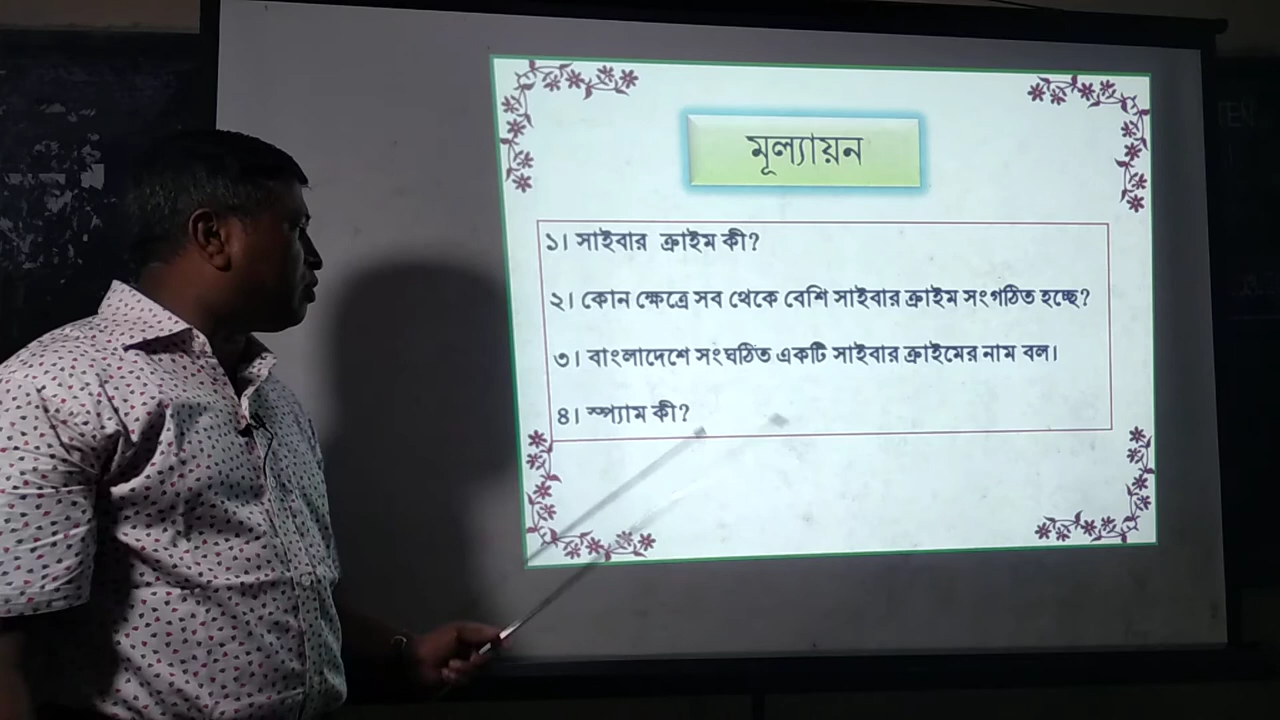 মূল্যায়ন
১। সাইবার ক্রাইম কী?
২। কোন ক্ষেত্রে সব থেকে বেশি সাইবার ক্রাইম সংগঠিত হচ্ছে?
৩। বাংলাদেশে সংঘঠিত একটি সাইবার ক্রাইমের নাম বল।
৪। স্প্যাম কী?